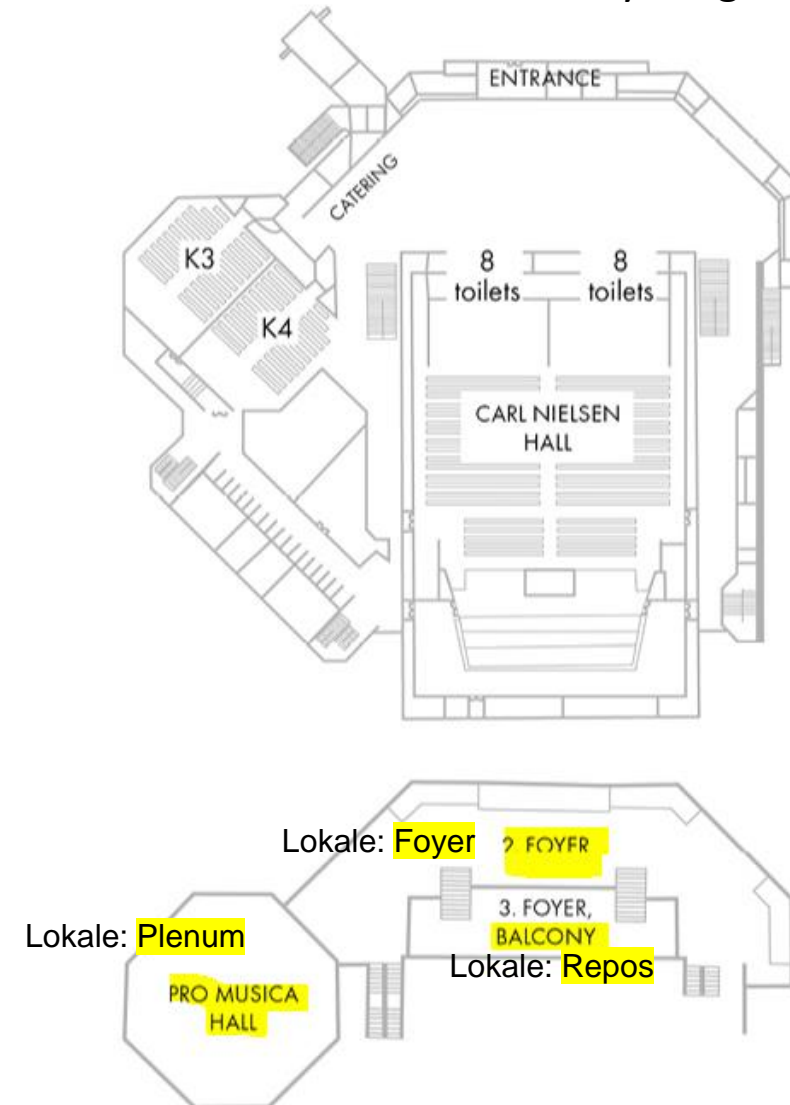 ENTRANCE
CATERING
K3
8
toilets
8
toilets
K4
CARL NIELSEN
HALL
Lokale: Foyer
2. FOYER
3. FOYER,
BALCONY
Lokale: Plenum
Lokale: Repos
PRO MUSICA
HALL